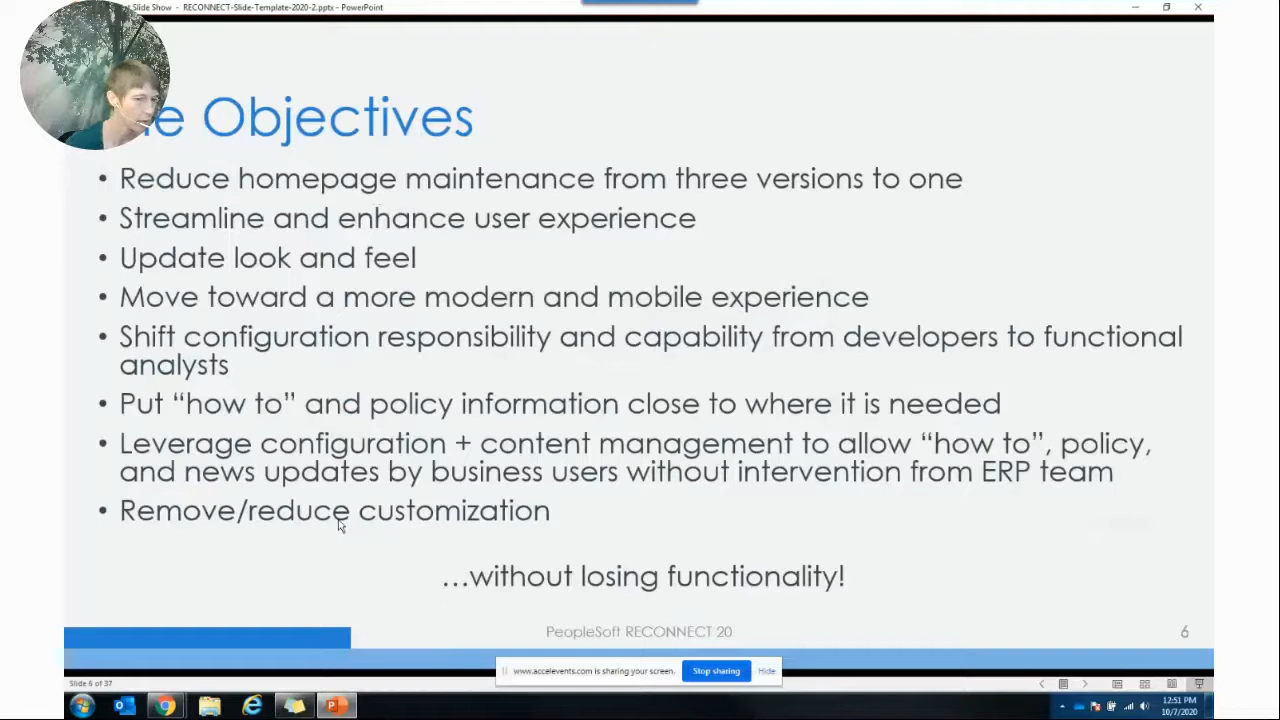 t Slide Show - RECONNECT-Slide-Template-2020-2.pptx - PowerPoint
e Objectives
• Reduce homepage maintenance from three versions to one
• Streamline and enhance user experience
• Update look and feel
• Move toward a more modern and mobile experience
• Shift configuration responsibility and capability from developers to functional
analysts
• Put “how to” and policy information close to where it is needed
• Leverage configuration + content management to allow “how to”, policy,
and news updates by business users without intervention from ERP team
• Remove/reduce customization
…without losing functionality!
PeopleSoft RECONNECT 20
6
www.accelevents.com is sharing your screen.
Stop sharing
Hide
Slide 6 of 37
12:51 PM
10/7/2020